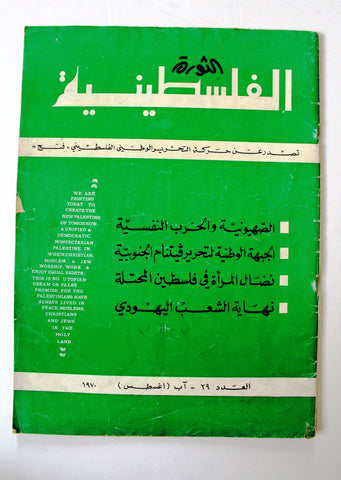 الثورة
الفلسطينية
تصدر عن حركة التحرير الوطني الفلسطيني « فتح »
WE ARE
FIGHTING
TODAY TO
CREATE THE
NEW PALESTINE
OF TOMORROW,
A UNIFIED &
DEMOCRATIC
NONSECTARIAN
PALESTINE IN
WHICH CHRISTIAN,
MOSLEM & JEW
WORSHIP, WORK &
ENJOY EQUAL RIGHTS.
THIS IS NO UTOPIAN
DREAM OR FALSE
PROMISE, FOR THE
PALESTINIANS HAVE
ALWAYS LIVED IN
PEACE, MOSLEMS,
CHRISTIANS
AND JEWS
IN THE
HOLY
LAND.
الصهيونية والحرب النفسية
الجبهة الوطنية لتحرير فيتنام الجنوبية
نضال المرأة في فلسطين المحتلة
نهاية الشعب اليهودي
العدد ٢٩ - آب (اغسطس) ١٩٧٠